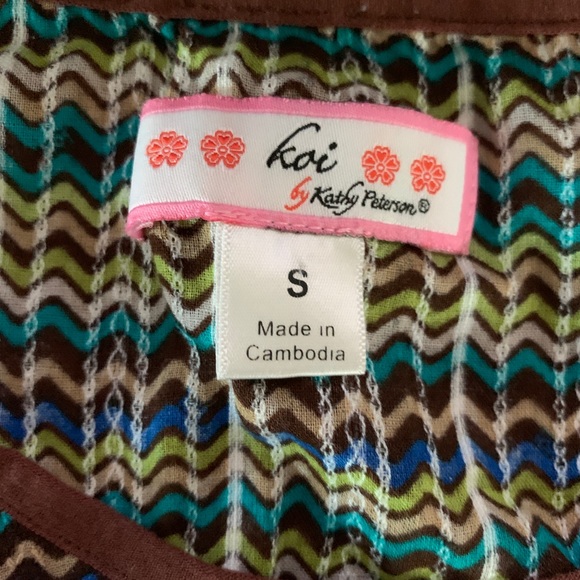 koi
by Kathy Peterson®
S
Made in
Cambodia